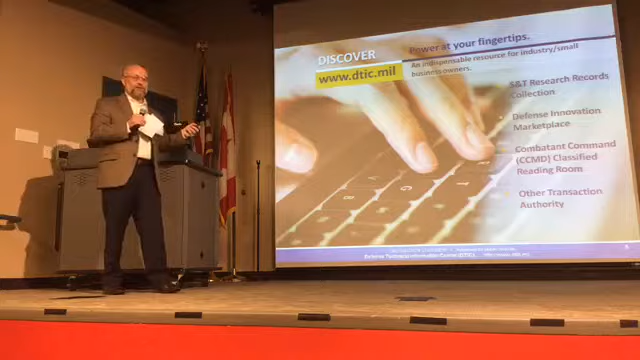 DISCOVER
www.dtic.mil
Power at your fingertips.
An indispensable resource for industry/small
business owners.
S&T Research Records
Collection
Defense Innovation
Marketplace
Combatant Command
(CCMD) Classified
Reading Room
Other Transaction
Authority
Defense Technical Information Center (DTIC)